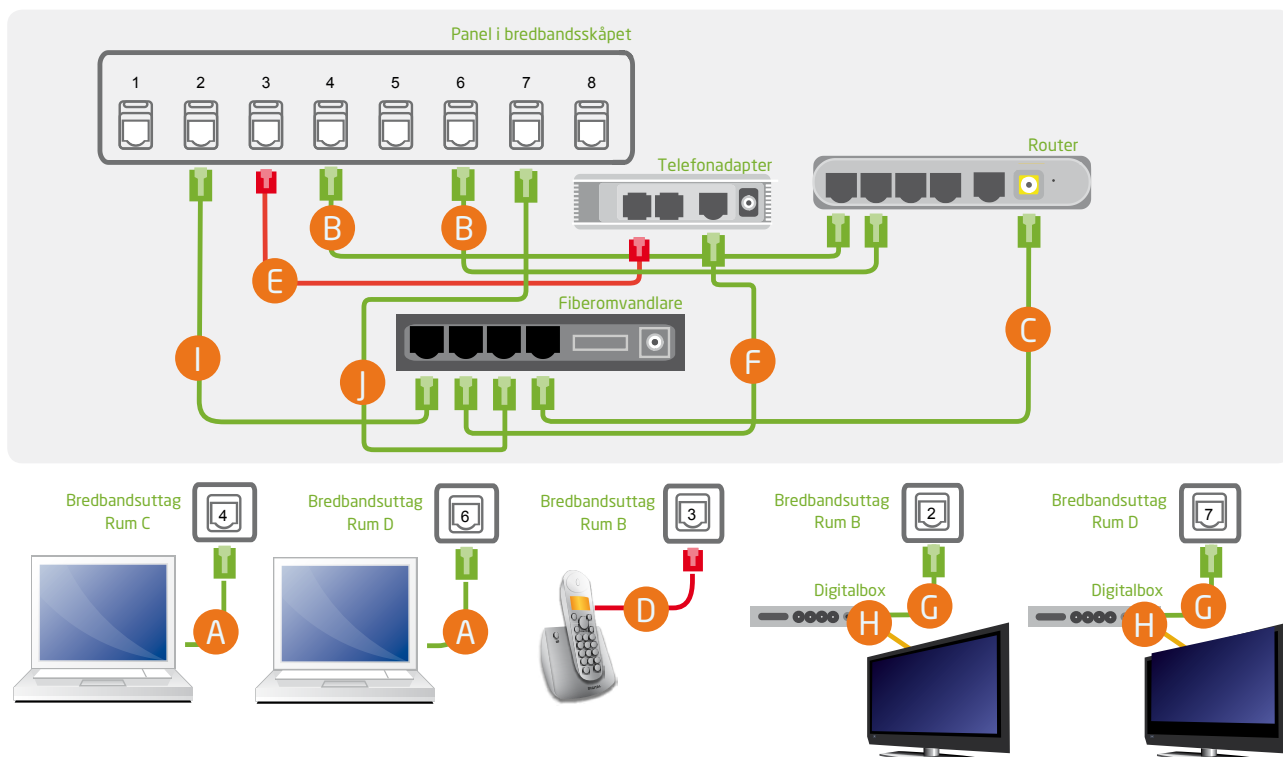 Panel i bredbandsskåpet
1 2 3 4 5 6 7 8
Telefonadapter
Router
B
B
E
Fiberomvandlare
I
J
F
C
Bredbandsuttag
Rum C
4
A
Bredbandsuttag
Rum D
6
A
Bredbandsuttag
Rum B
3
D
Bredbandsuttag
Rum B
2
Digitalbox
G
H
Bredbandsuttag
Rum D
7
Digitalbox
G
H